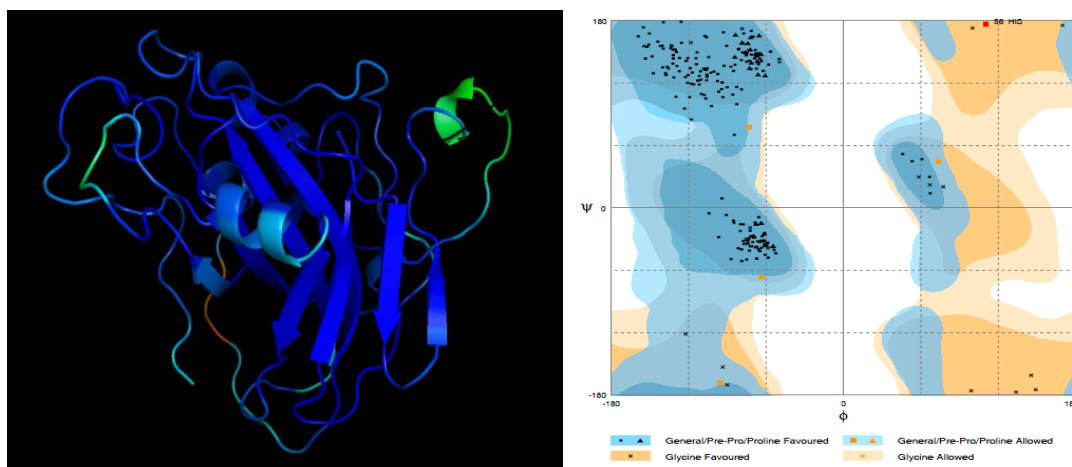 180
56 HIS
ψ
0
-180
-180
0
18
ϕ
General/Pre-Pro/Proline Favoured
General/Pre-Pro/Proline Allowed
Glycine Favoured
Glycine Allowed